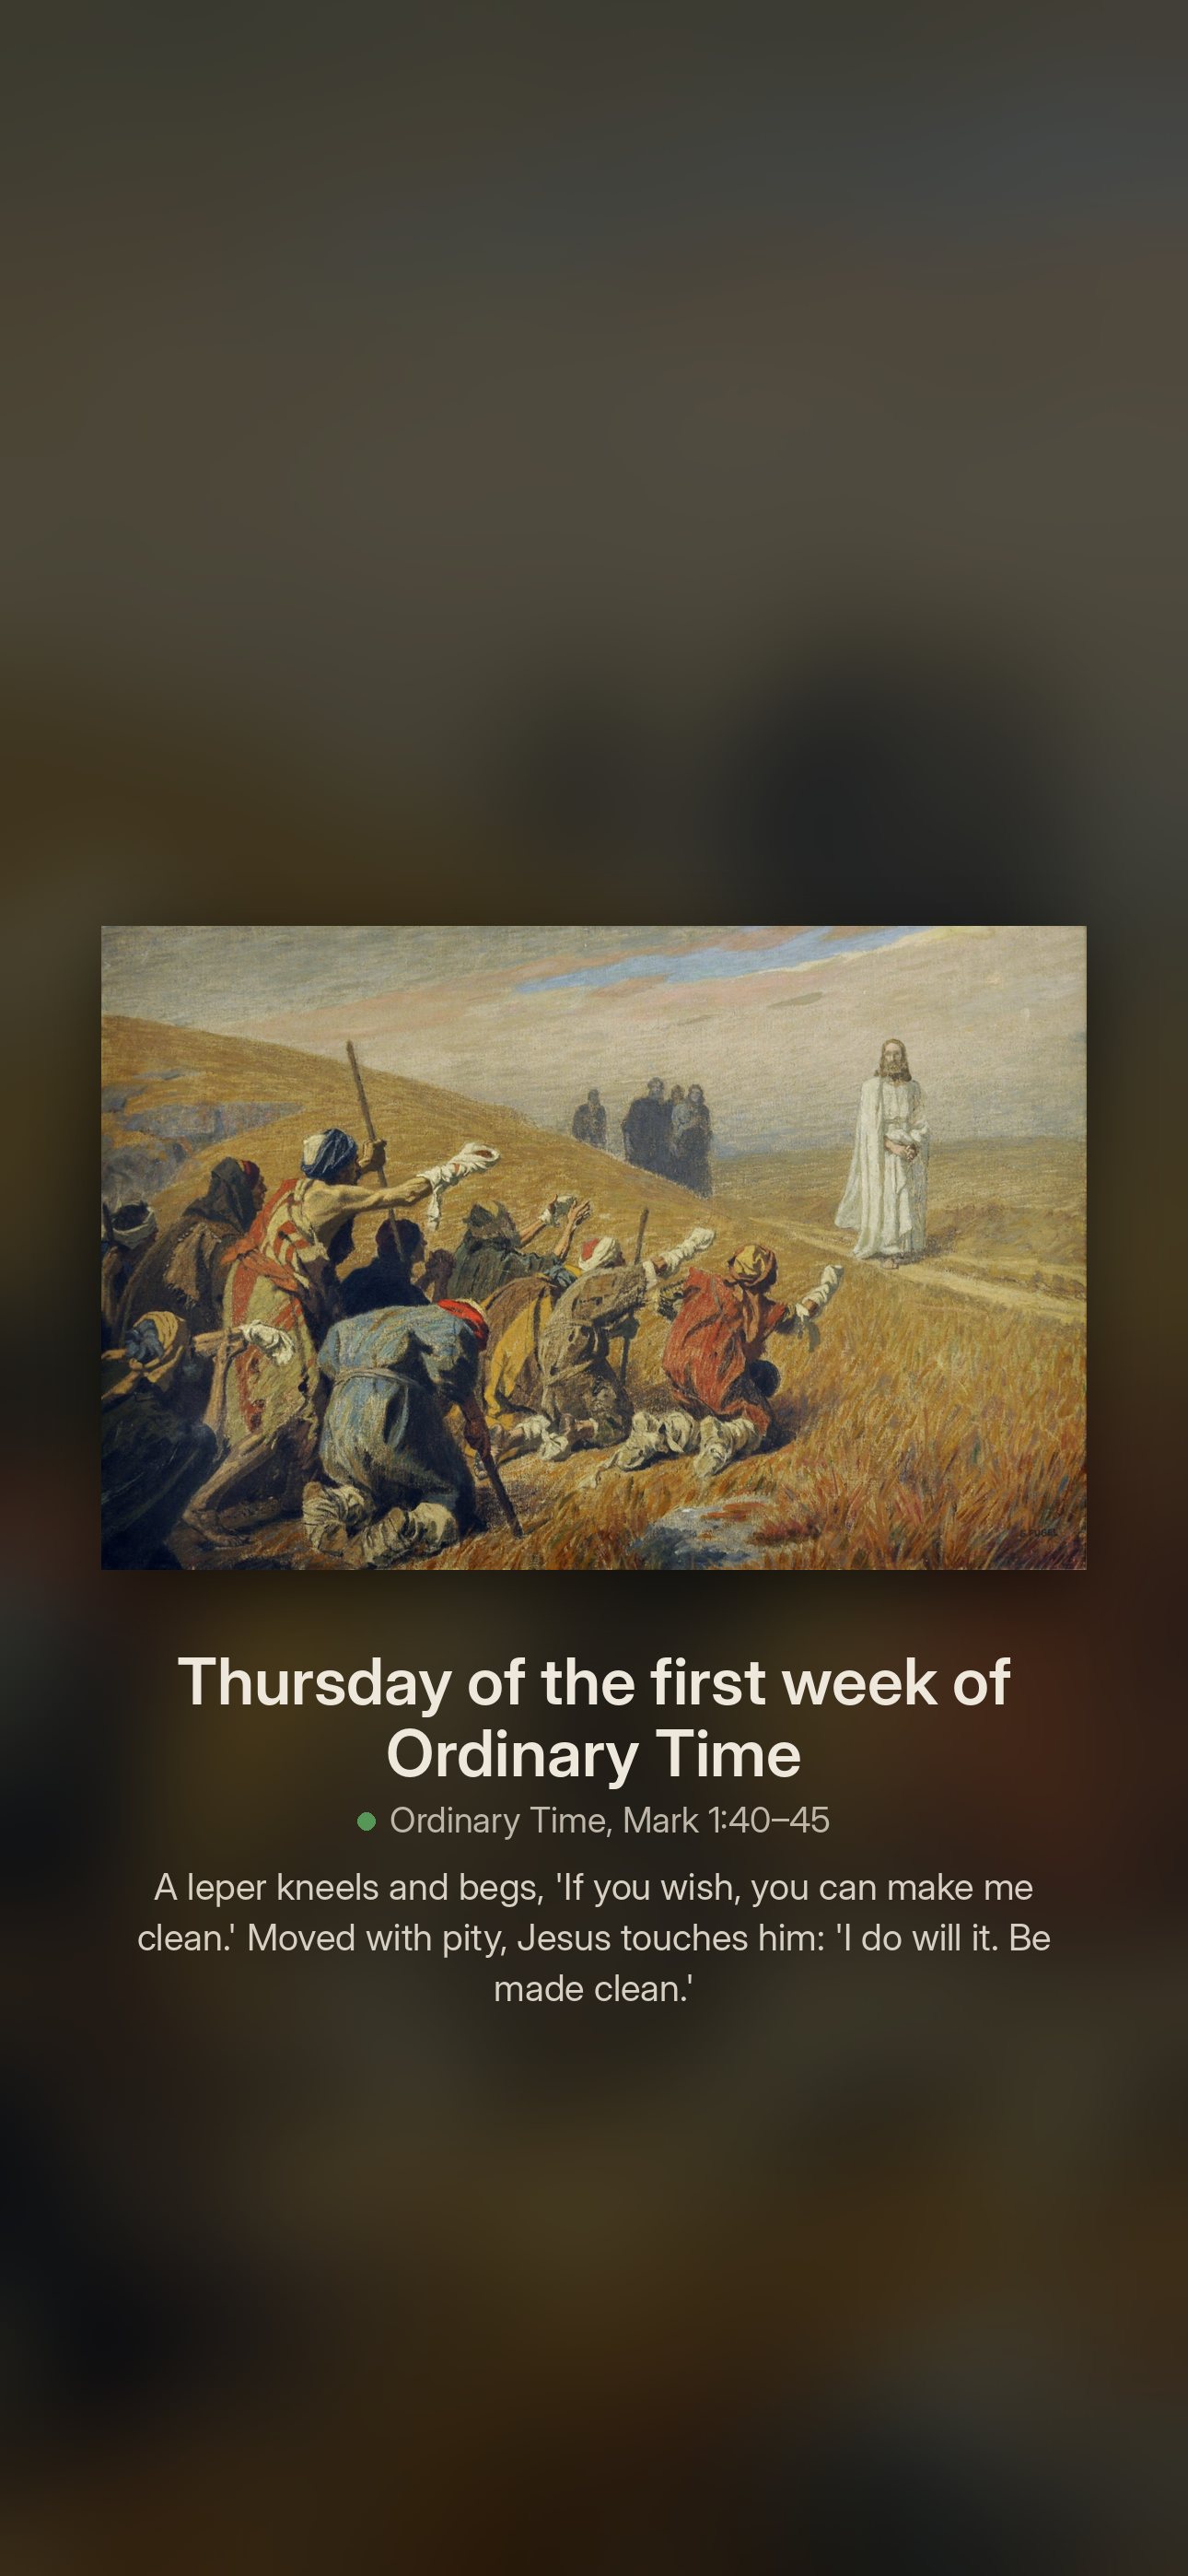 Thursday of the first week of
Ordinary Time
Ordinary Time, Mark 1:40–45
A leper kneels and begs, 'If you wish, you can make me
clean.' Moved with pity, Jesus touches him: 'I do will it. Be
made clean.'